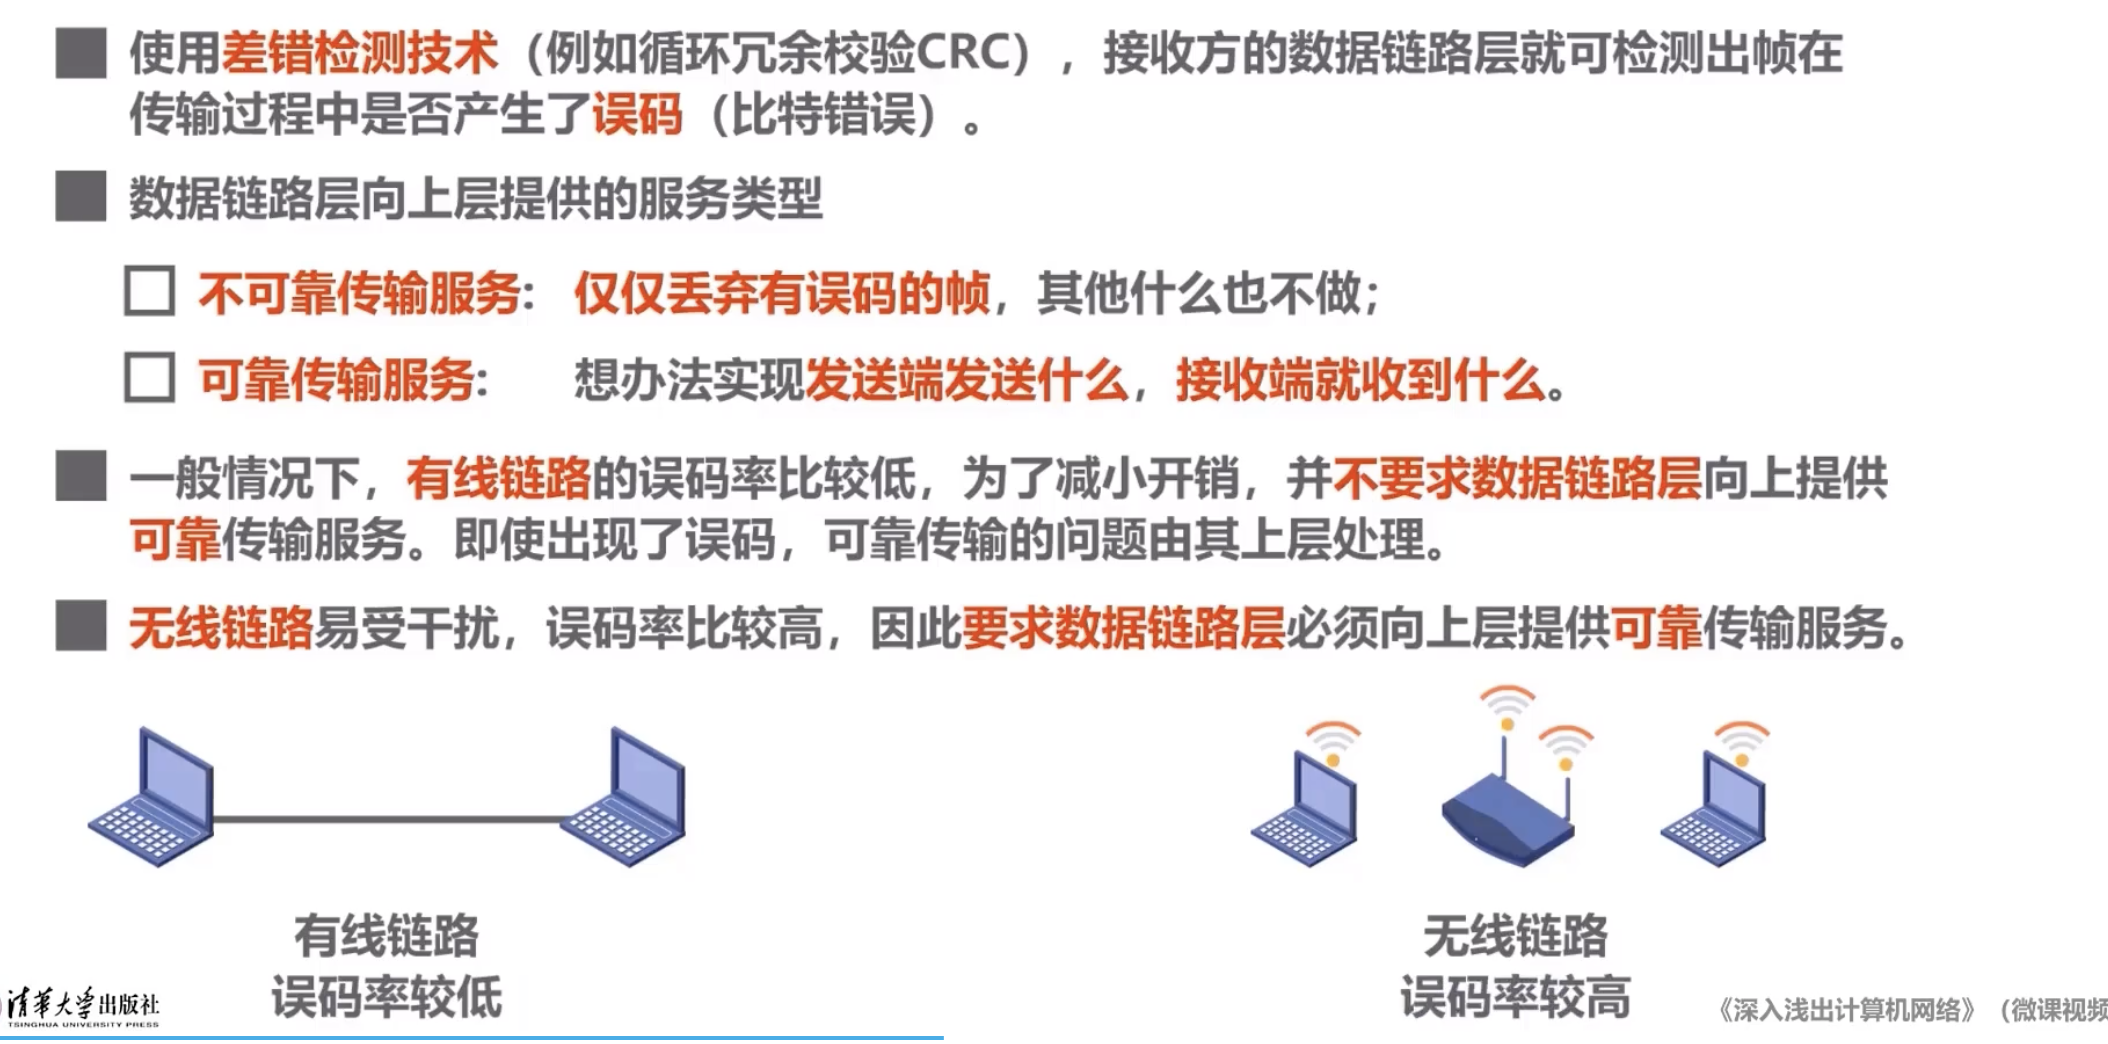 使用差错检测技术（例如循环冗余校验CRC），接收方的数据链路层就可检测出帧在
传输过程中是否产生了误码（比特错误）。
数据链路层向上层提供的服务类型
不可靠传输服务： 仅仅丢弃有误码的帧，其他什么也不做；
可靠传输服务： 想办法实现发送端发送什么，接收端就收到什么。
一般情况下，有线链路的误码率比较低，为了减小开销，并不要求数据链路层向上提供
可靠传输服务。即使出现了误码，可靠传输的问题由其上层处理。
无线链路易受干扰，误码率比较高，因此要求数据链路层必须向上层提供可靠传输服务。
有线链路
误码率较低
无线链路
误码率较高
清华大学出版社
TSINGHUA UNIVERSITY PRESS
《深入浅出计算机网络》（微课视频